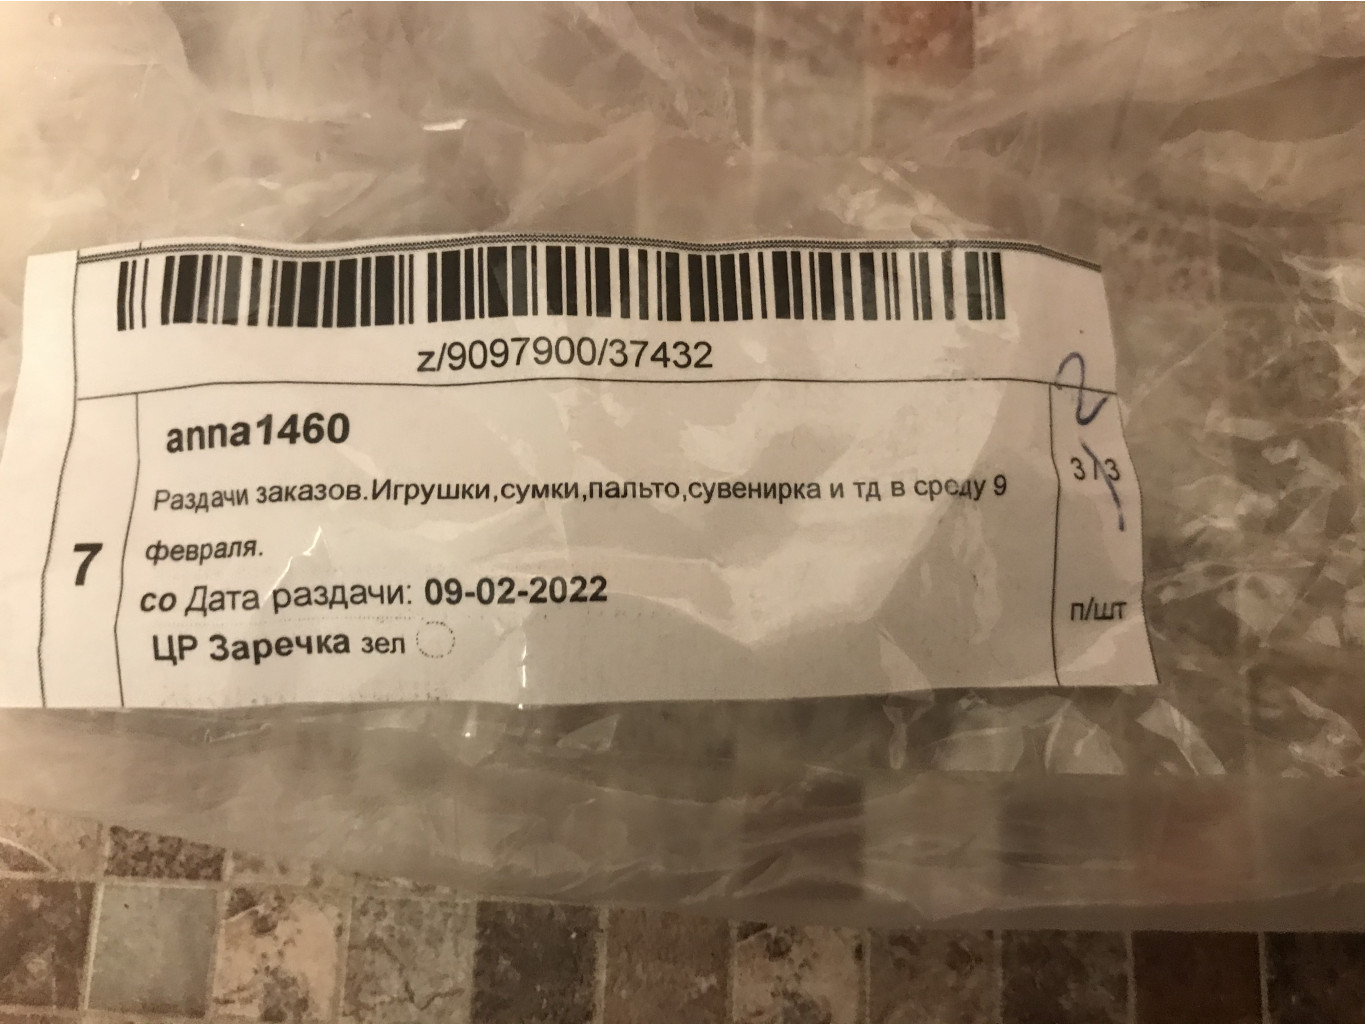 z/9097900/37432
anna1460
Раздачи заказов.Игрушки,сумки,пальто,сувенирка и тд в среду 9
февраля.
7
со Дата раздачи: 09-02-2022
ЦР Заречка зел
2
3/3
п/шт